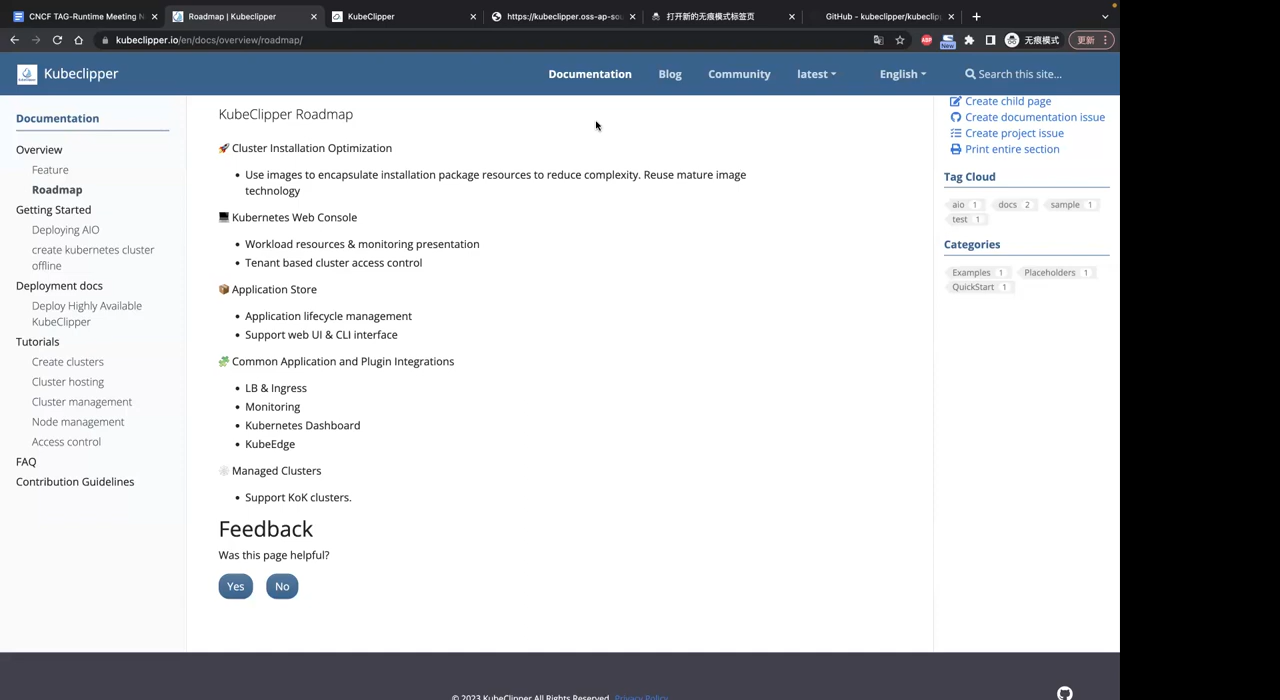 CNCF TAG-Runtime Meeting N
Roadmap | Kubeclipper
KubeClipper
https://kubeclipper.oss-ap-sou
打开新的无痕模式标签页
GitHub - kubeclipper/kubeclip
kubeclipper.io/en/docs/overview/roadmap/
ABP
New
无痕模式
更新
Kubeclipper
Documentation
Blog
Community
latest
English
Search this site...
Documentation
Overview
Feature
Roadmap
Getting Started
Deploying AIO
create kubernetes cluster
offline
Deployment docs
Deploy Highly Available
KubeClipper
Tutorials
Create clusters
Cluster hosting
Cluster management
Node management
Access control
FAQ
Contribution Guidelines
KubeClipper Roadmap
Cluster Installation Optimization
• Use images to encapsulate installation package resources to reduce complexity. Reuse mature image
technology
Kubernetes Web Console
• Workload resources & monitoring presentation
• Tenant based cluster access control
Application Store
• Application lifecycle management
• Support web UI & CLI interface
Common Application and Plugin Integrations
• LB & Ingress
• Monitoring
• Kubernetes Dashboard
• KubeEdge
Managed Clusters
• Support KoK clusters.
Feedback
Was this page helpful?
Yes No
Create child page
Create documentation issue
Create project issue
Print entire section
Tag Cloud
aio 1 docs 2 sample 1
test 1
Categories
Examples 1 Placeholders 1
QuickStart 1
© 2023 KubeClipper All Rights Reserved Privacy Policy